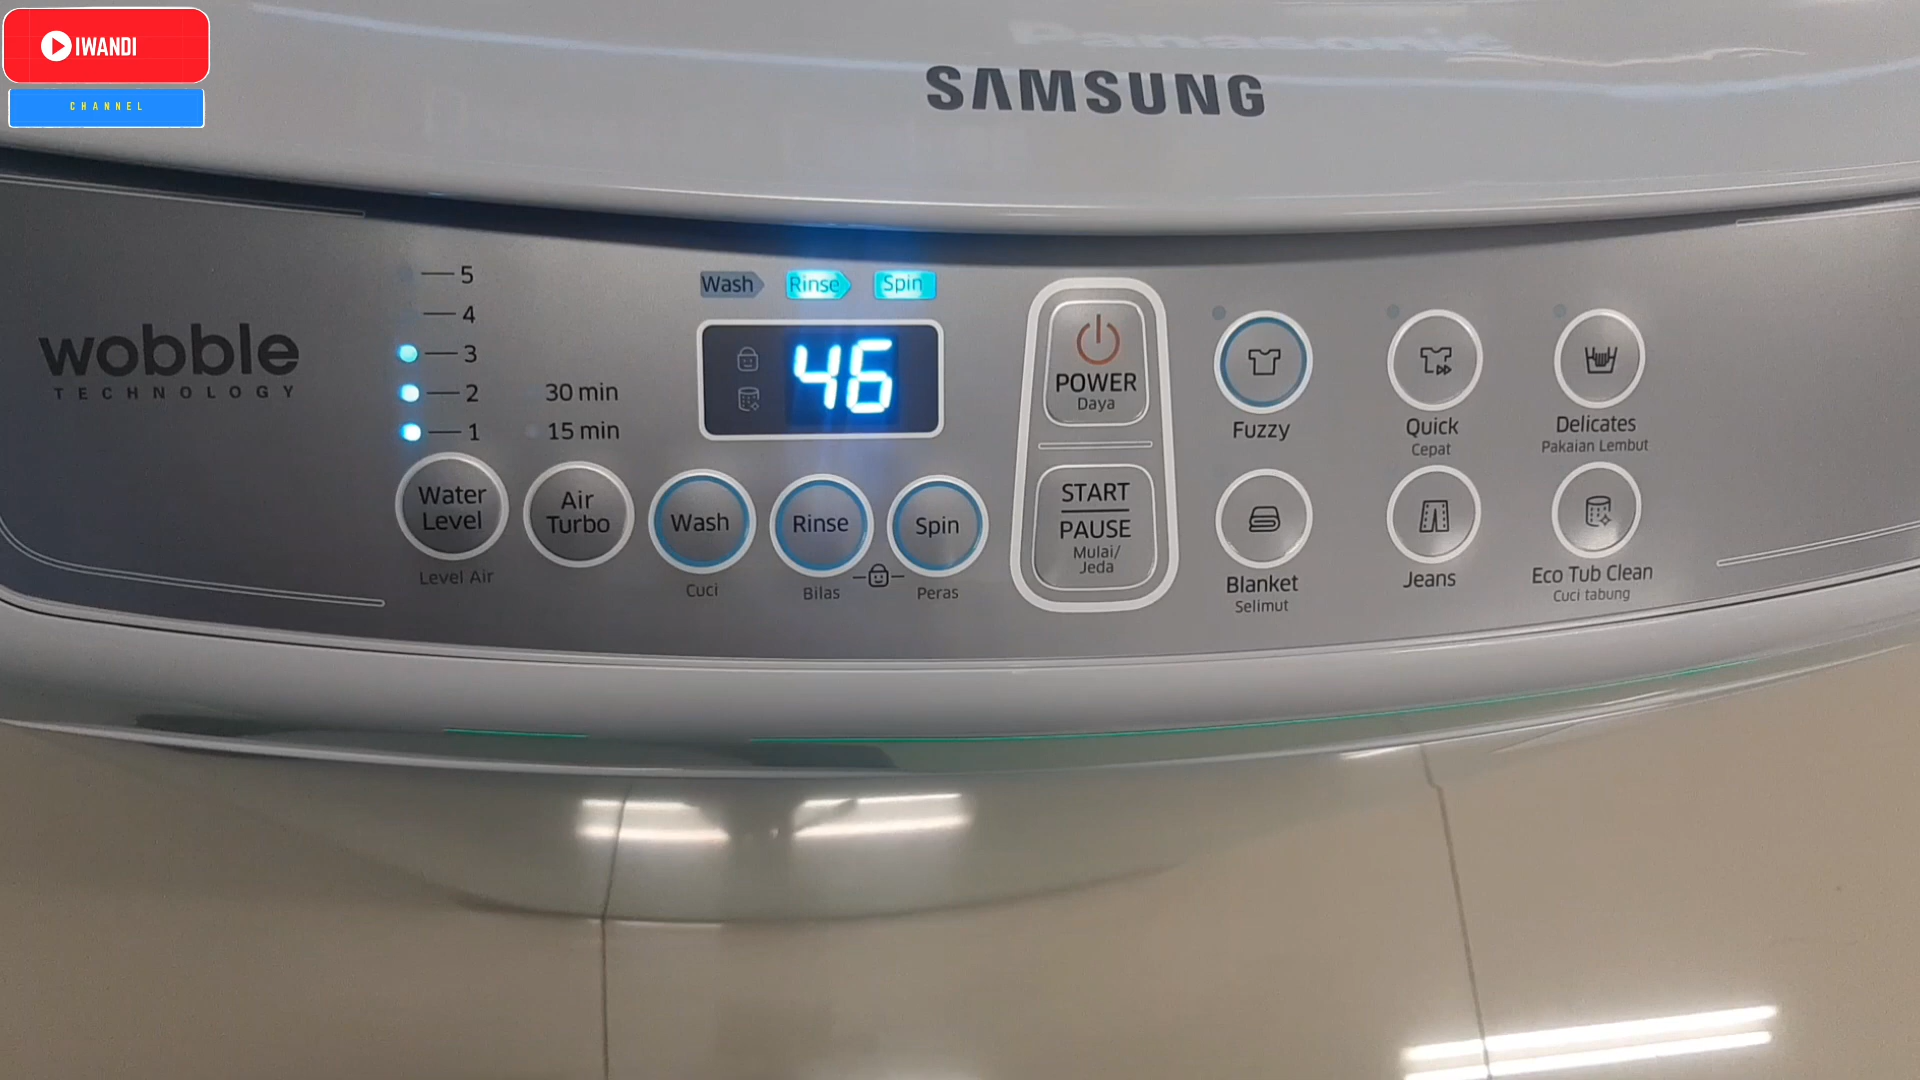 IWANDI
CHANNEL
Panasonic
SAMSUNG
wobble
TECHNOLOGY
5
4
3
2
1
30 min
15 min
Wash
Rinse
Spin
46
Water
Level
Level Air
Air
Turbo
Wash
Cuci
Rinse
Bilas
Spin
Peras
POWER
Daya
START
PAUSE
Mulai/
Jeda
Fuzzy
Quick
Cepat
Delicates
Pakaian Lembut
Blanket
Selimut
Jeans
Eco Tub Clean
Cuci tabung